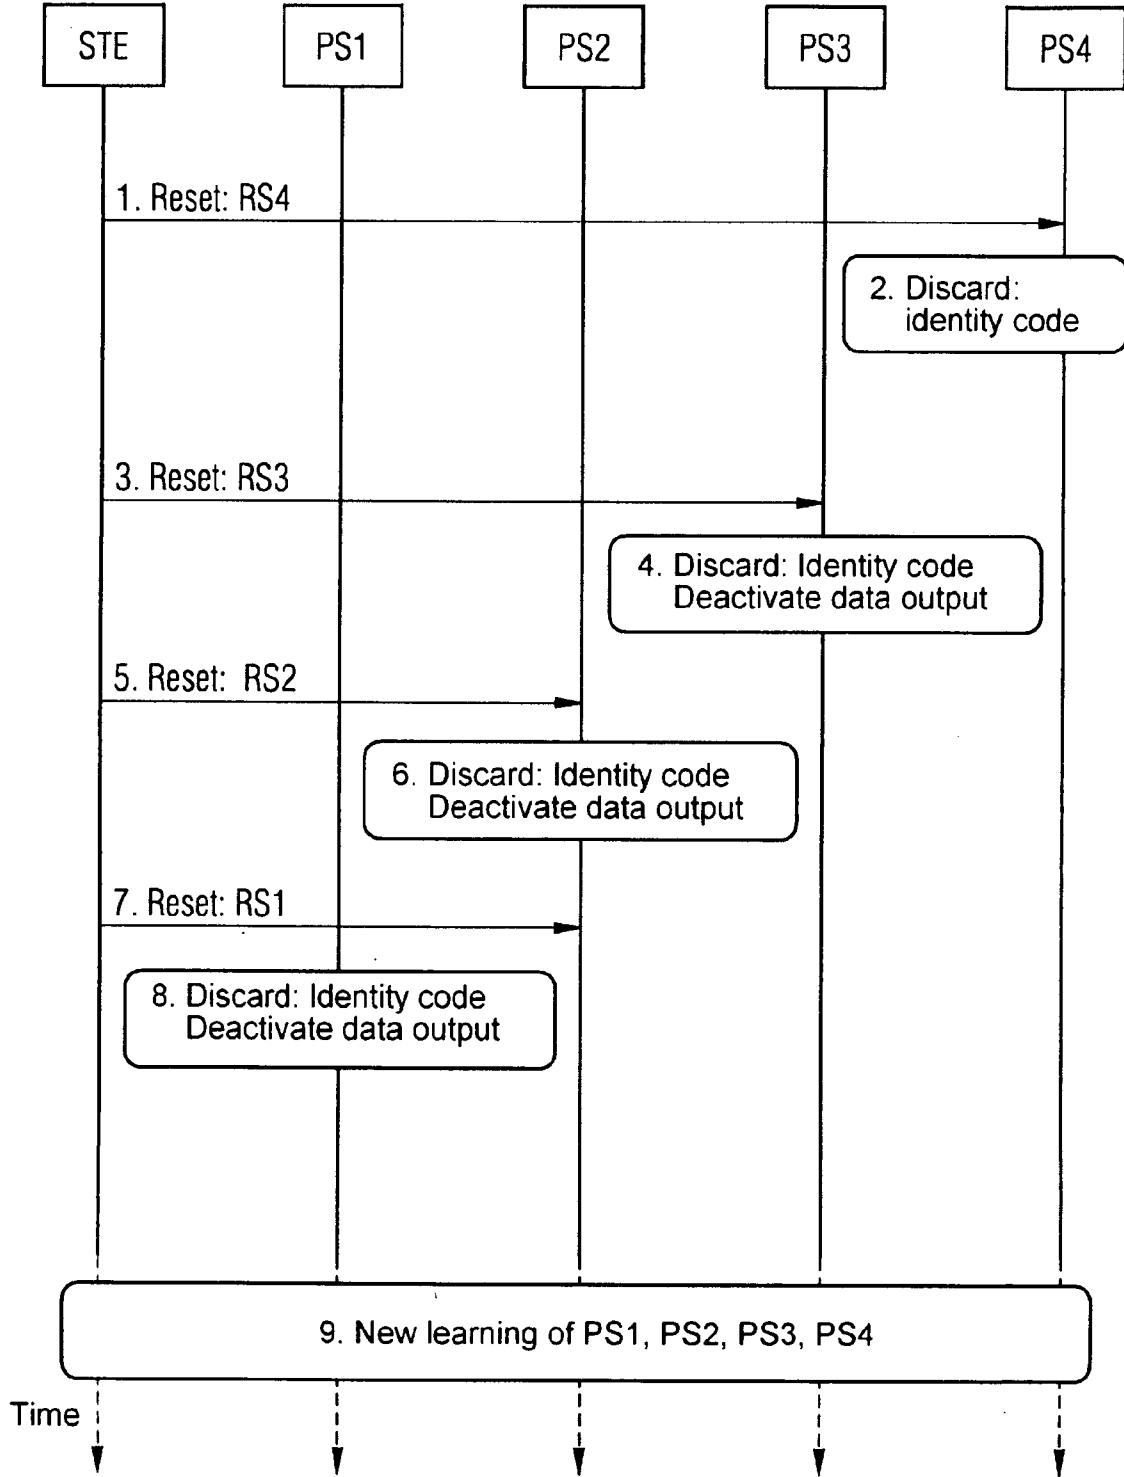 STE PS1 PS2 PS3 PS4
1. Reset: RS4
2. Discard:
identity code
3. Reset: RS3
4. Discard: Identity code
Deactivate data output
5. Reset: RS2
6. Discard: Identity code
Deactivate data output
7. Reset: RS1
8. Discard: Identity code
Deactivate data output
9. New learning of PS1, PS2, PS3, PS4
Time